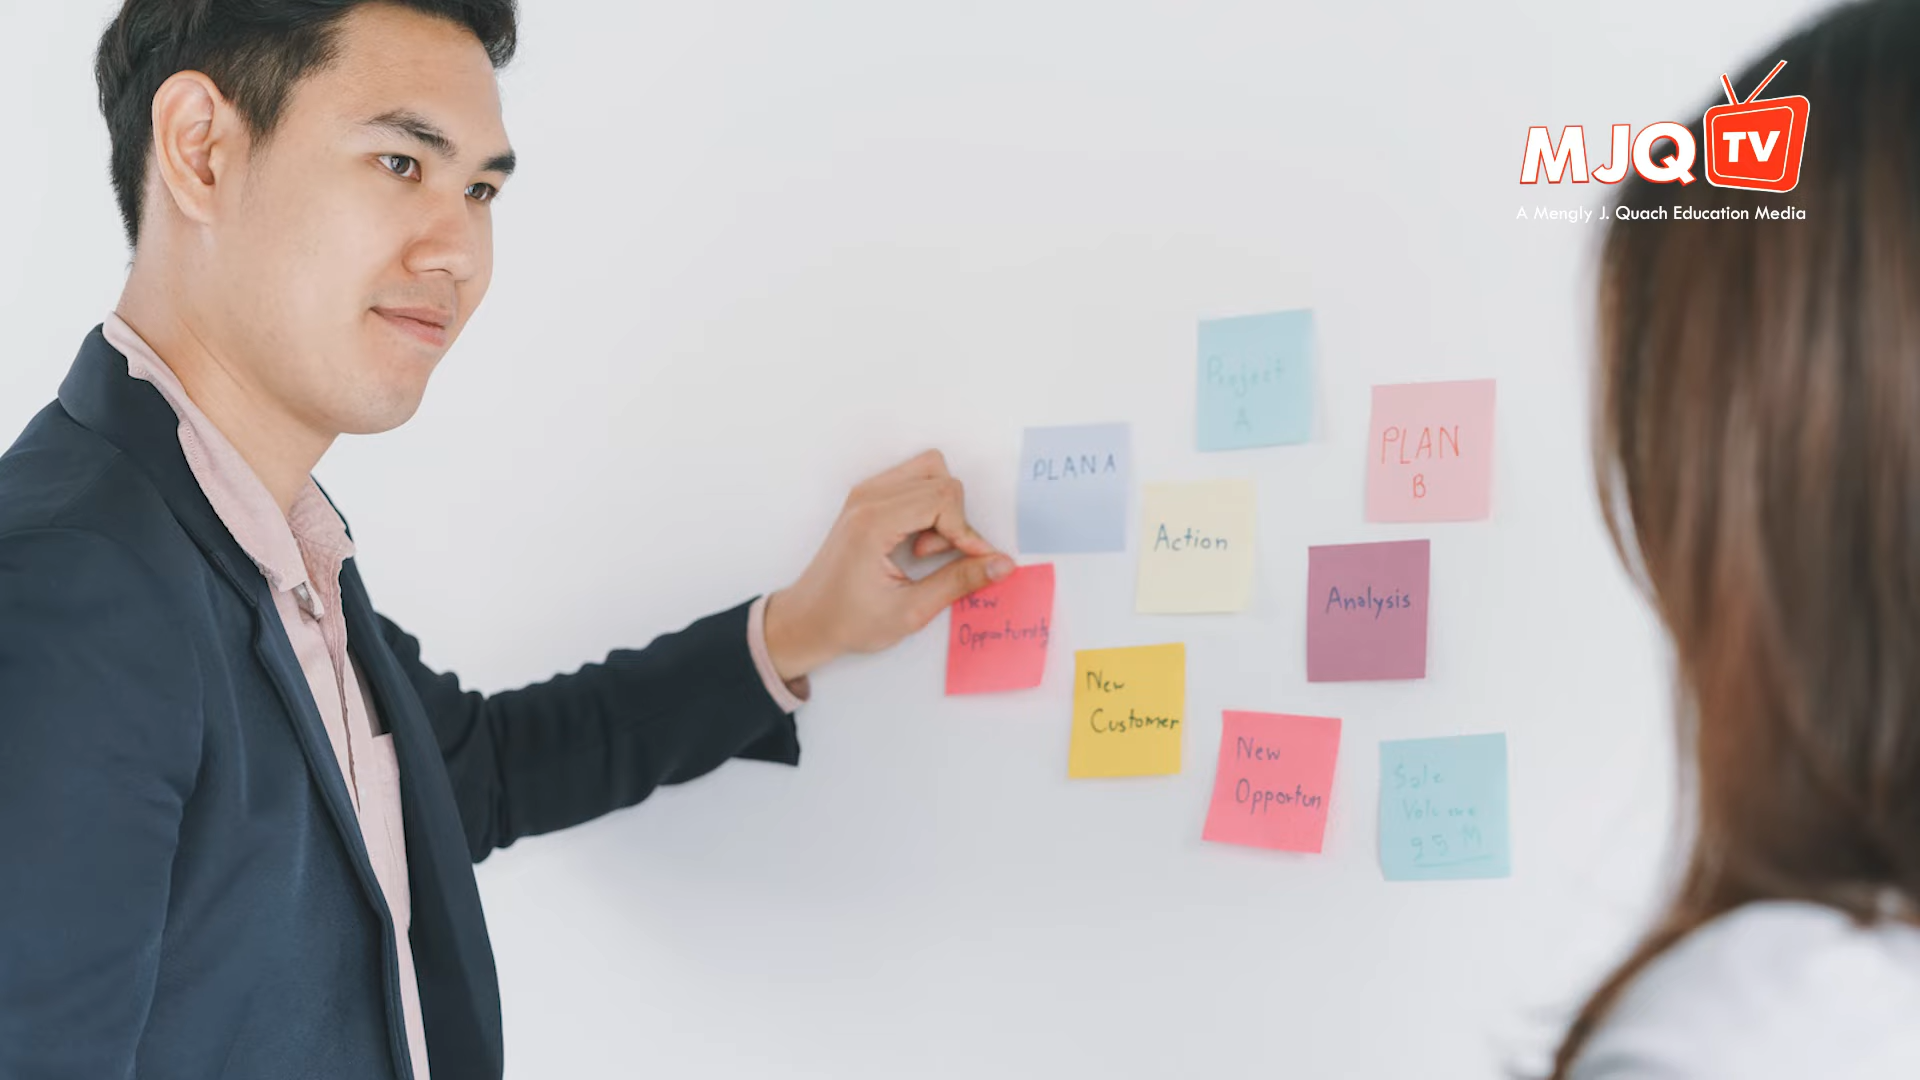 MJQ TV
A Mengly J. Quach Education Media
Project
A
PLAN
B
PLAN A
Action
Analysis
New
Opportunity
New
Customer
New
Opportun
Sale
Volume